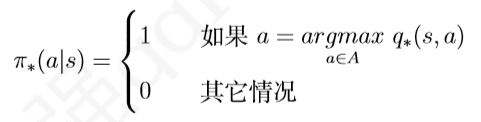 π∗(a|s) = { 1 如果 a = argmax q∗(s, a)
a∈A
0 其它情况